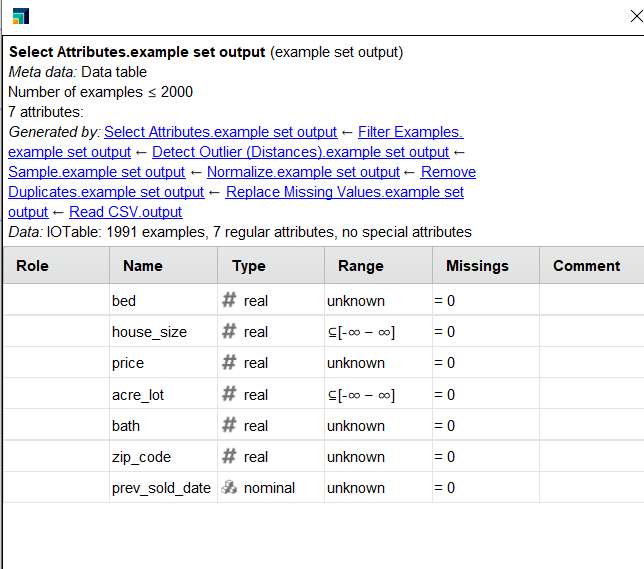 Select Attributes.example set output (example set output)
Meta data: Data table
Number of examples ≤ 2000
7 attributes:
Generated by: Select Attributes.example set output ← Filter Examples.
example set output ← Detect Outlier (Distances).example set output ←
Sample.example set output ← Normalize.example set output ← Remove
Duplicates.example set output ← Replace Missing Values.example set
output ← Read CSV.output
Data: IOTable: 1991 examples, 7 regular attributes, no special attributes
Role Name Type Range Missings Comment
bed # real unknown = 0
house_size # real ⊆[-∞ – ∞] = 0
price # real unknown = 0
acre_lot # real ⊆[-∞ – ∞] = 0
bath # real unknown = 0
zip_code # real unknown = 0
prev_sold_date nominal unknown = 0